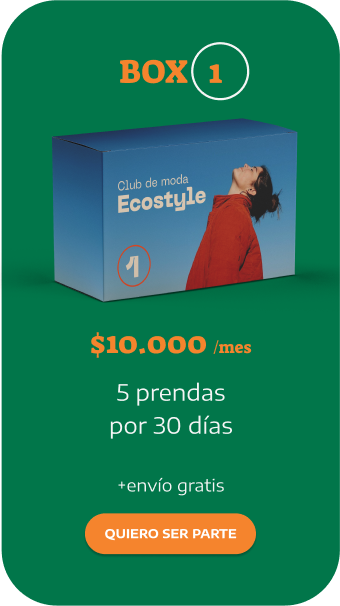 BOX 1
Club de moda
Ecostyle
1
$10.000 /mes
5 prendas
por 30 días
+envío gratis
QUIERO SER PARTE